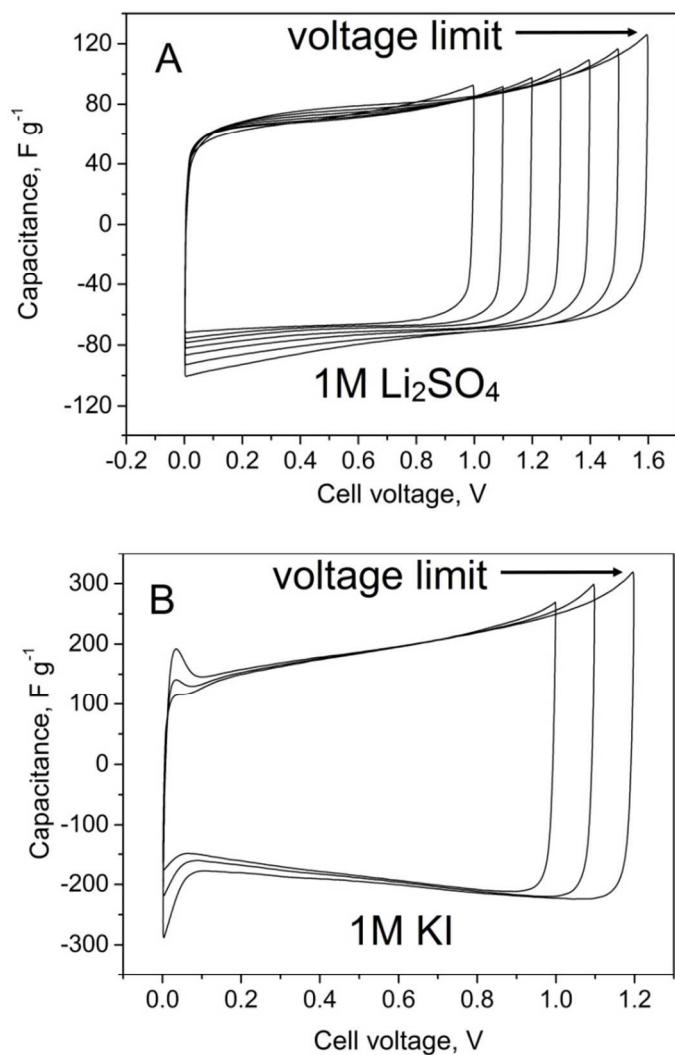 A
voltage limit
120
80
40
0
-40
-80
-120
Capacitance, F g⁻¹
1M Li₂SO₄
-0.2 0.0 0.2 0.4 0.6 0.8 1.0 1.2 1.4 1.6
Cell voltage, V
B
voltage limit
300
200
100
0
-100
-200
-300
Capacitance, F g⁻¹
1M KI
0.0 0.2 0.4 0.6 0.8 1.0 1.2
Cell voltage, V